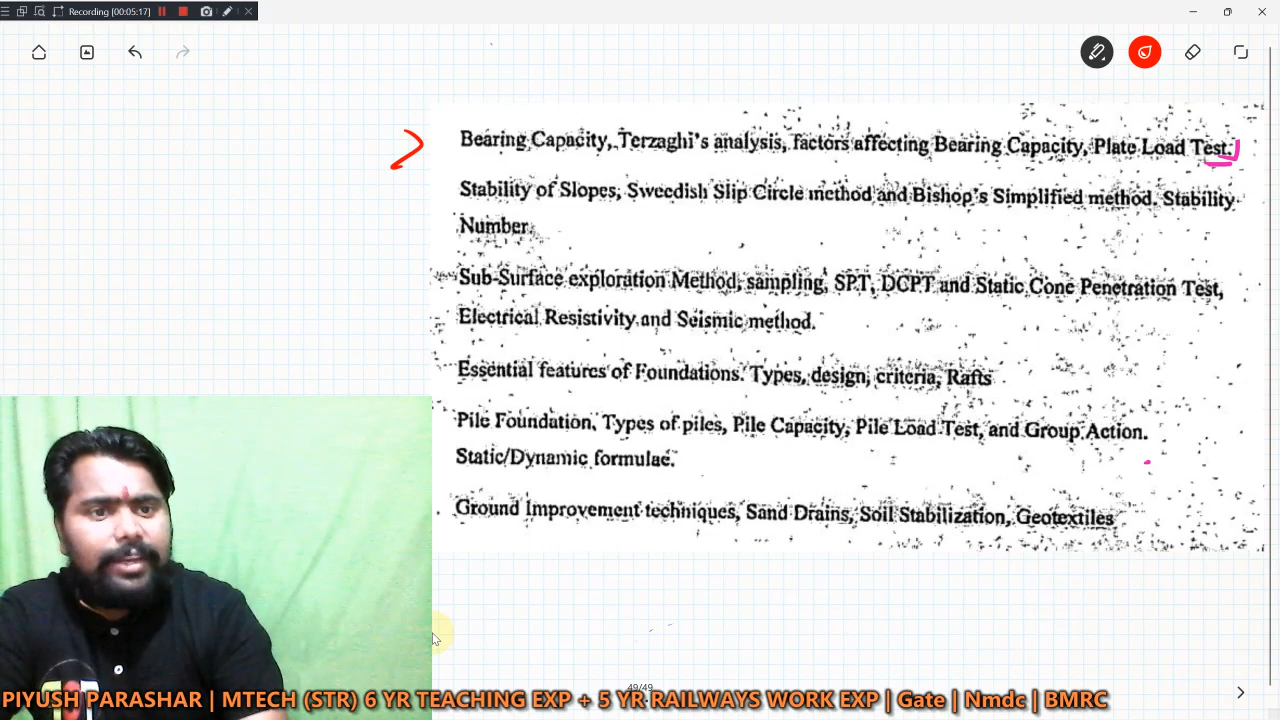 Recording [00:05:17]
Bearing Capacity, Terzaghi's analysis, factors affecting Bearing Capacity, Plate Load Test.
Stability of Slopes, Sweedish Slip Circle method and Bishop's Simplified method. Stability
Number.
Sub-Surface exploration Method, sampling, SPT, DCPT and Static Cone Penetration Test,
Electrical Resistivity and Seismic method.
Essential features of Foundations. Types, design, criteria, Rafts
Pile Foundation, Types of piles, Pile Capacity, Pile Load Test, and Group Action.
Static/Dynamic formulae.
Ground Improvement techniques, Sand Drains, Soil Stabilization, Geotextiles
49/49
PIYUSH PARASHAR | MTECH (STR) 6 YR TEACHING EXP + 5 YR RAILWAYS WORK EXP | Gate | Nmdc | BMRC